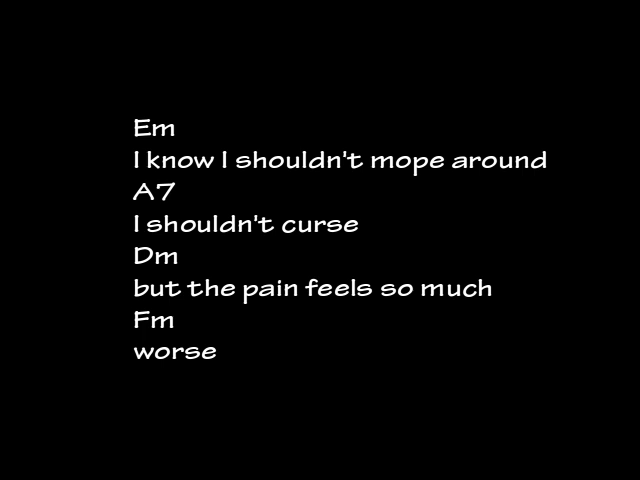 Em
I know I shouldn't mope around
A7
I shouldn't curse
Dm
but the pain feels so much
Fm
worse